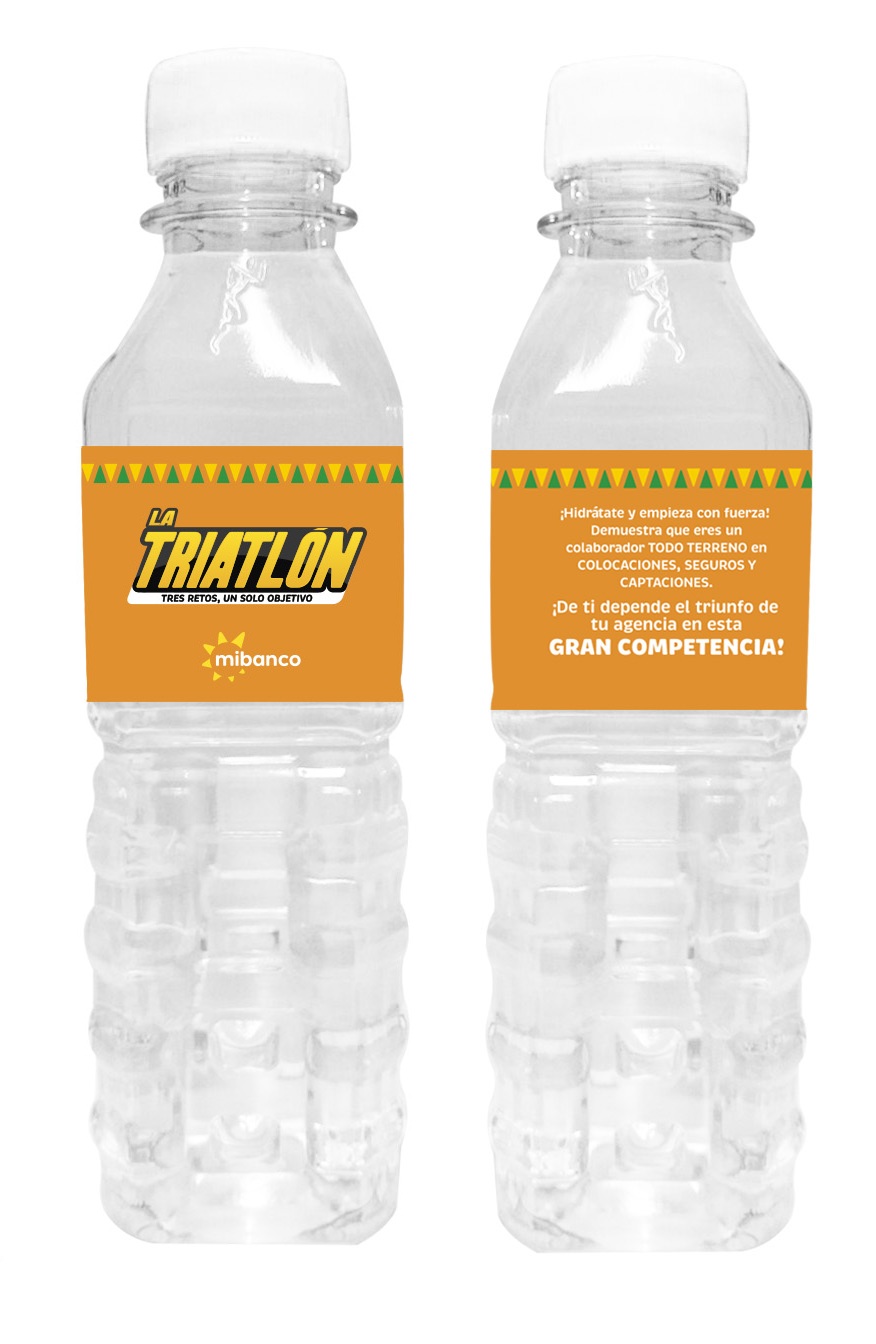 LA
TRIATLÓN
TRES RETOS, UN SOLO OBJETIVO
mibanco
¡Hidrátate y empieza con fuerza!
Demuestra que eres un
colaborador TODO TERRENO en
COLOCACIONES, SEGUROS Y
CAPTACIONES.
¡De ti depende el triunfo de
tu agencia en esta
GRAN COMPETENCIA!